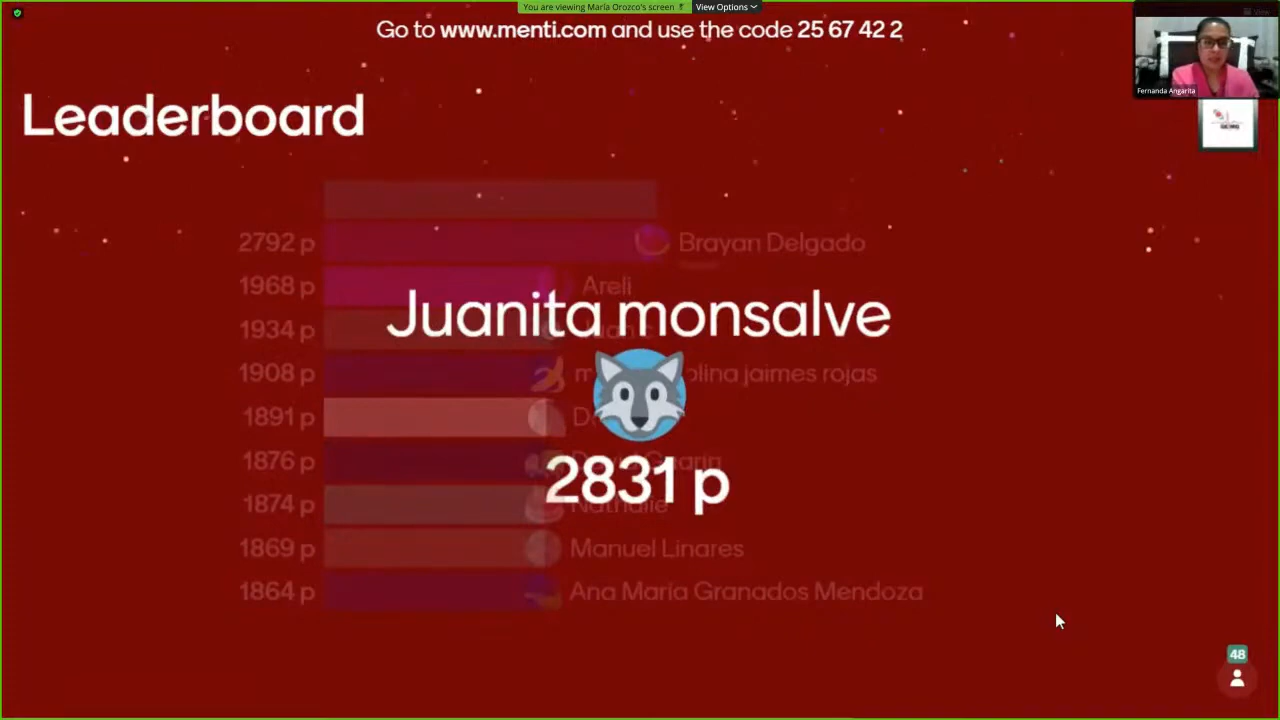 You are viewing María Orozco's screen
View Options
View
Go to www.menti.com and use the code 25 67 42 2
Fernanda Angarita
Leaderboard
2792 p Brayan Delgado
1968 p Areli
Juanita monsalve
1934 p
1908 p jaimes rojas
1891 p
1876 p
2831 p
1874 p Nathalie
1869 p Manuel Linares
1864 p Ana María Granados Mendoza
48